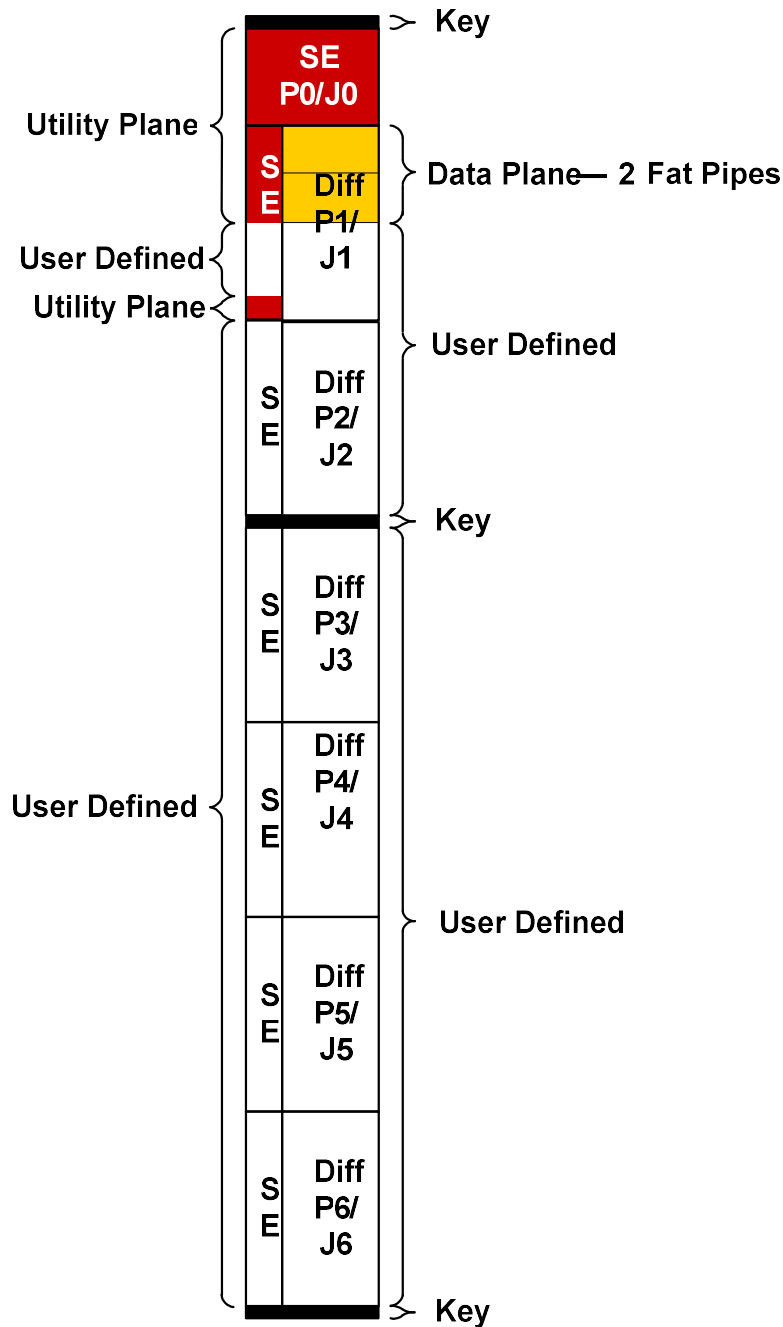 Key
SE
P0/J0
Utility Plane
S
E
Diff
P1/
J1
Data Plane— 2 Fat Pipes
User Defined
Utility Plane
User Defined
S
E
Diff
P2/
J2
Key
S
E
Diff
P3/
J3
User Defined
S
E
Diff
P4/
J4
User Defined
S
E
Diff
P5/
J5
S
E
Diff
P6/
J6
Key